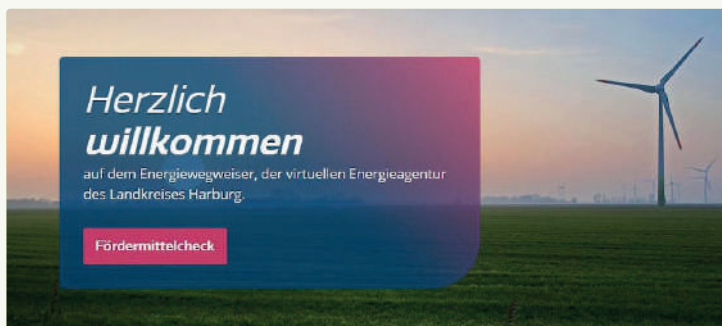 Herzlich
willkommen
auf dem Energiewegweiser, der virtuellen Energieagentur
des Landkreises Harburg.
Fördermittelcheck